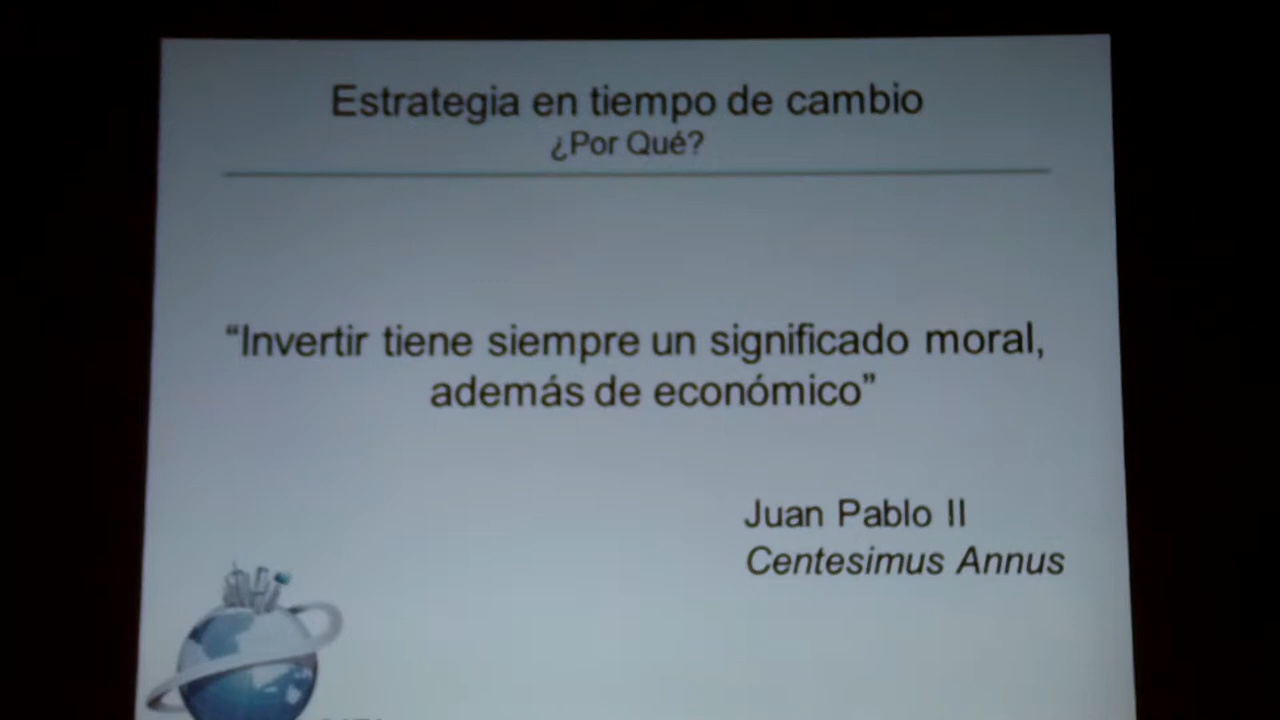 Estrategia en tiempo de cambio
¿Por Qué?
“Invertir tiene siempre un significado moral,
además de económico”
Juan Pablo II
Centesimus Annus